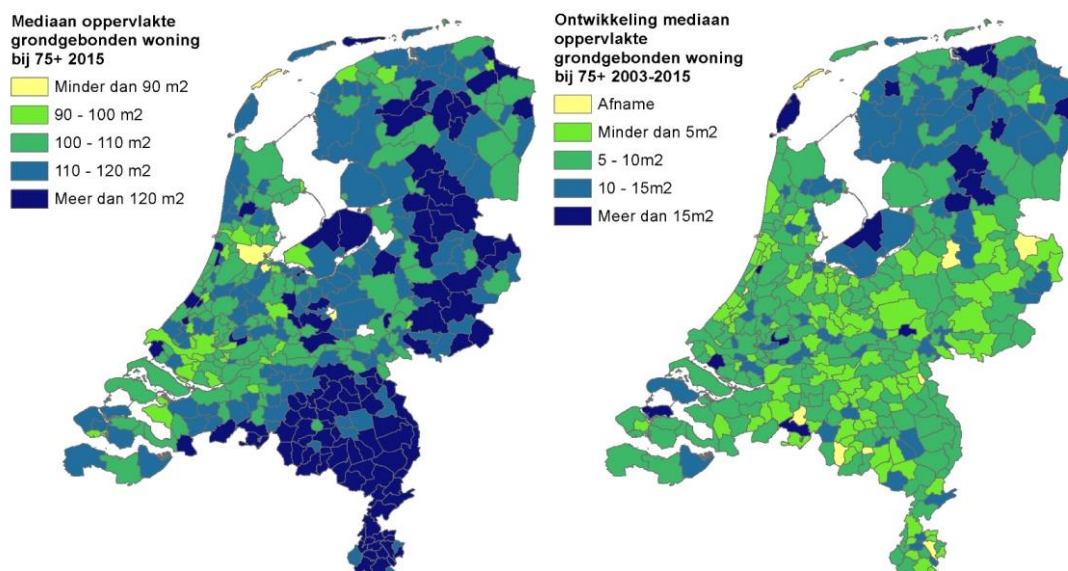 Mediaan oppervlakte
grondgebonden woning
bij 75+ 2015
Minder dan 90 m2
90 - 100 m2
100 - 110 m2
110 - 120 m2
Meer dan 120 m2
Ontwikkeling mediaan
oppervlakte
grondgebonden woning
bij 75+ 2003-2015
Afname
Minder dan 5m2
5 - 10m2
10 - 15m2
Meer dan 15m2